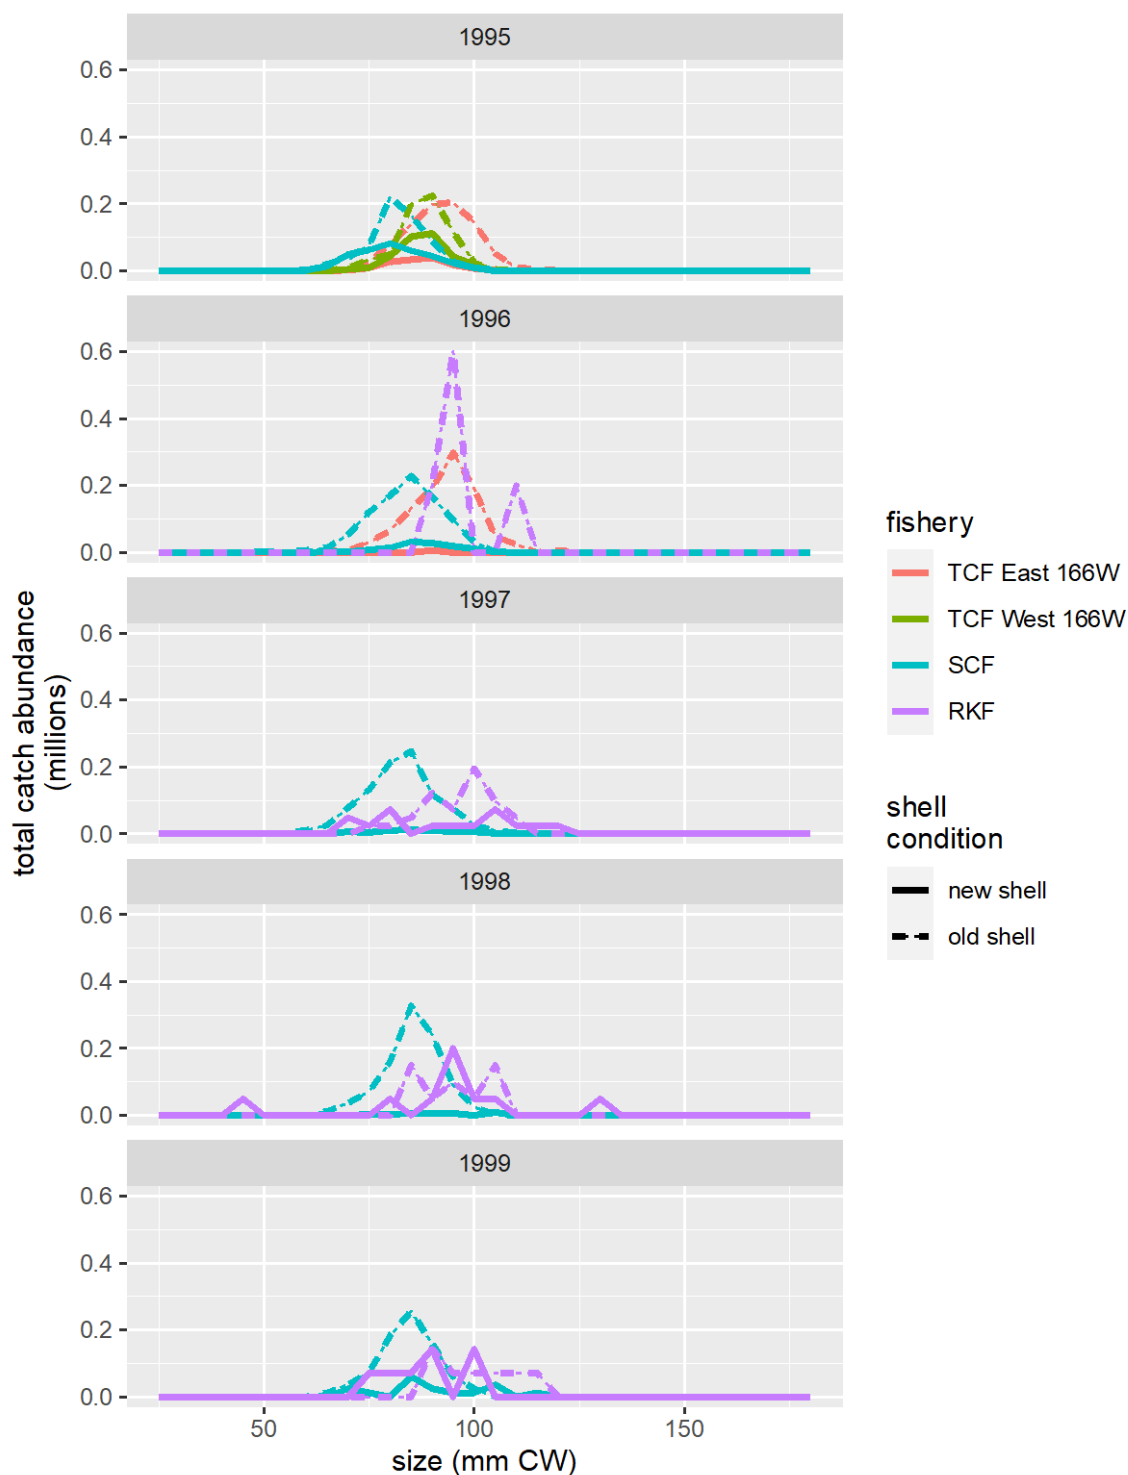 1995
0.6
0.4
0.2
0.0
1996
0.6
0.4
0.2
0.0
1997
0.6
0.4
0.2
0.0
1998
0.6
0.4
0.2
0.0
1999
0.6
0.4
0.2
0.0
50
100
150
size (mm CW)
total catch abundance
(millions)
fishery
TCF East 166W
TCF West 166W
SCF
RKF
shell
condition
new shell
old shell